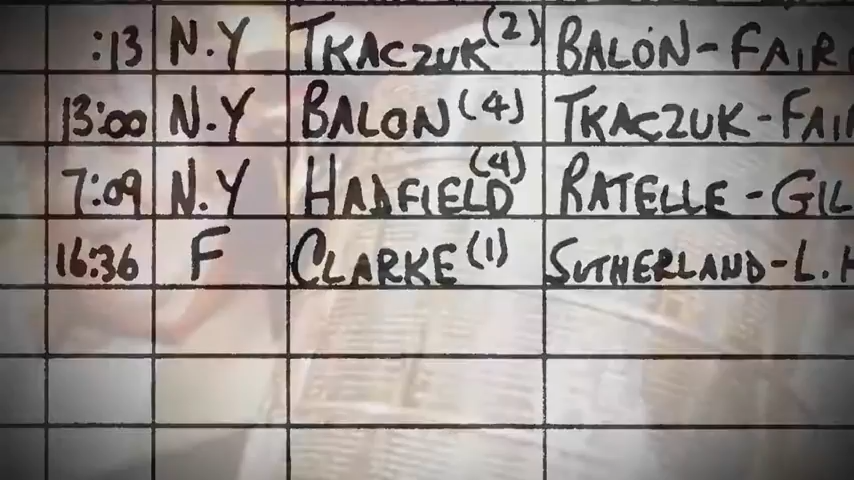 :13 N.Y TKACZUK(2) BALON-FAIR
13:00 N.Y BALON(4) TKACZUK-FAI
7:09 N.Y HADFIELD(4) RATELLE-GIL
16:36 F CLARKE(1) SUTHERLAND-L.H